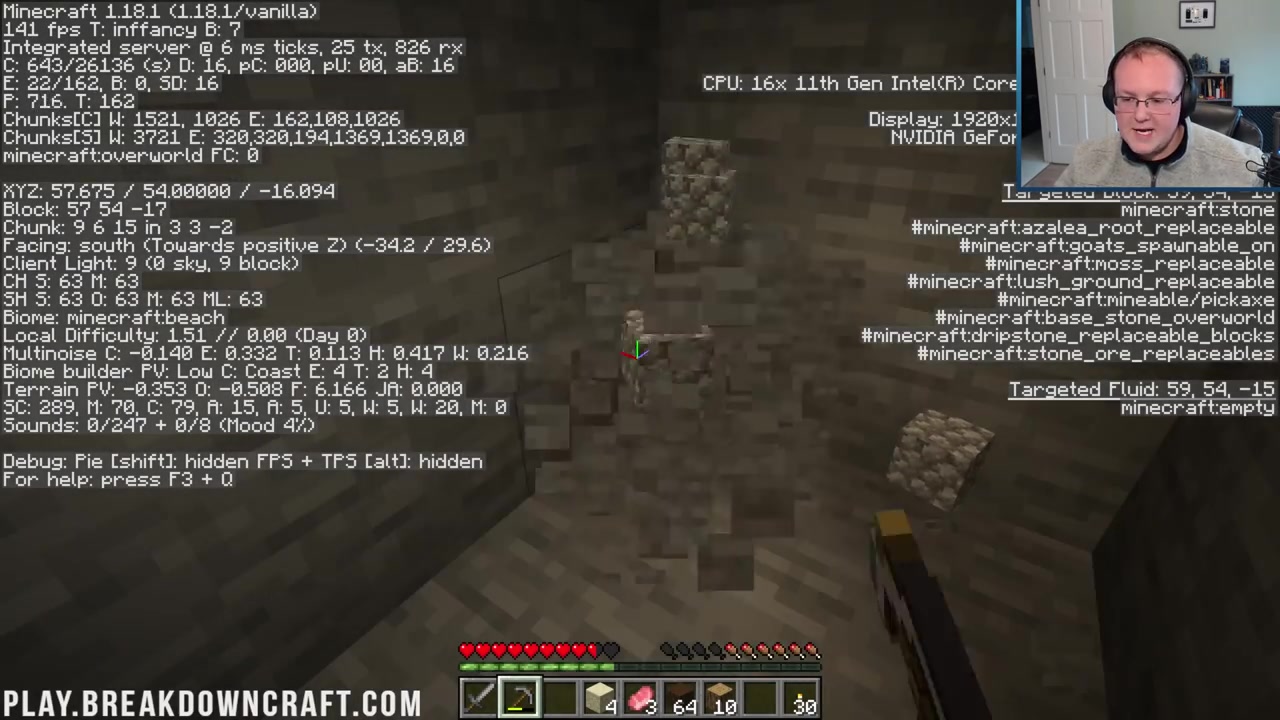 Minecraft 1.18.1 (1.18.1/vanilla)
141 fps T: inffancy B: 7
Integrated server @ 6 ms ticks, 25 tx, 826 rx
C: 643/26136 (s) D: 16, pC: 000, pU: 00, aB: 16
E: 22/162, B: 0, SD: 16
P: 716. T: 162
Chunks[C] W: 1521, 1026 E: 162,108,1026
Chunks[S] W: 3721 E: 320,320,194,1369,1369,0,0
minecraft:overworld FC: 0
XYZ: 57.675 / 54.00000 / -16.094
Block: 57 54 -17
Chunk: 9 6 15 in 3 3 -2
Facing: south (Towards positive Z) (-34.2 / 29.6)
Client Light: 9 (0 sky, 9 block)
CH S: 63 M: 63
SH S: 63 O: 63 M: 63 ML: 63
Biome: minecraft:beach
Local Difficulty: 1.51 // 0.00 (Day 0)
Multinoise C: -0.140 E: 0.332 T: 0.113 H: 0.417 W: 0.216
Biome builder PV: Low C: Coast E: 4 T: 2 H: 4
Terrain PV: -0.353 O: -0.508 F: 6.166 JA: 0.000
SC: 289, M: 70, C: 79, A: 15, A: 5, U: 5, W: 5, W: 20, M: 0
Sounds: 0/247 + 0/8 (Mood 4%)
Debug: Pie [shift]: hidden FPS + TPS [alt]: hidden
For help: press F3 + Q
CPU: 16x 11th Gen Intel(R) Core
Display: 1920x1
NVIDIA GeFor
Targeted Block: 59, 54, -15
minecraft:stone
#minecraft:azalea_root_replaceable
#minecraft:goats_spawnable_on
#minecraft:moss_replaceable
#minecraft:lush_ground_replaceable
#minecraft:mineable/pickaxe
#minecraft:base_stone_overworld
#minecraft:dripstone_replaceable_blocks
#minecraft:stone_ore_replaceables
Targeted Fluid: 59, 54, -15
minecraft:empty
4 3 64 10 30
PLAY.BREAKDOWNCRAFT.COM